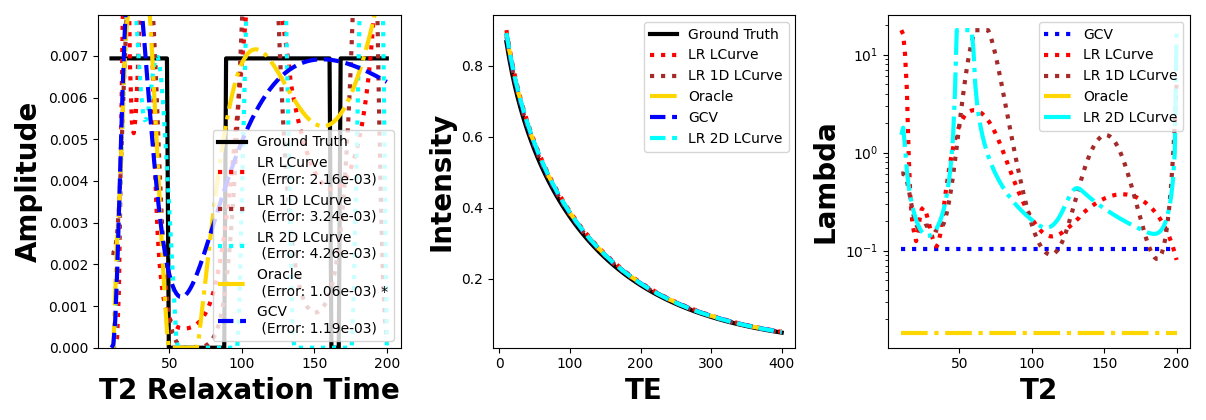 Amplitude
0.007
0.006
0.005
0.004
0.003
0.002
0.001
0.000
50
100
150
200
T2 Relaxation Time
Ground Truth
LR LCurve
(Error: 2.16e-03)
LR 1D LCurve
(Error: 3.24e-03)
LR 2D LCurve
(Error: 4.26e-03)
Oracle
(Error: 1.06e-03) *
GCV
(Error: 1.19e-03)
Intensity
0.8
0.6
0.4
0.2
0
100
200
300
400
TE
Ground Truth
LR LCurve
LR 1D LCurve
Oracle
GCV
LR 2D LCurve
Lambda
10¹
10⁰
10⁻¹
50
100
150
200
T2
GCV
LR LCurve
LR 1D LCurve
Oracle
LR 2D LCurve